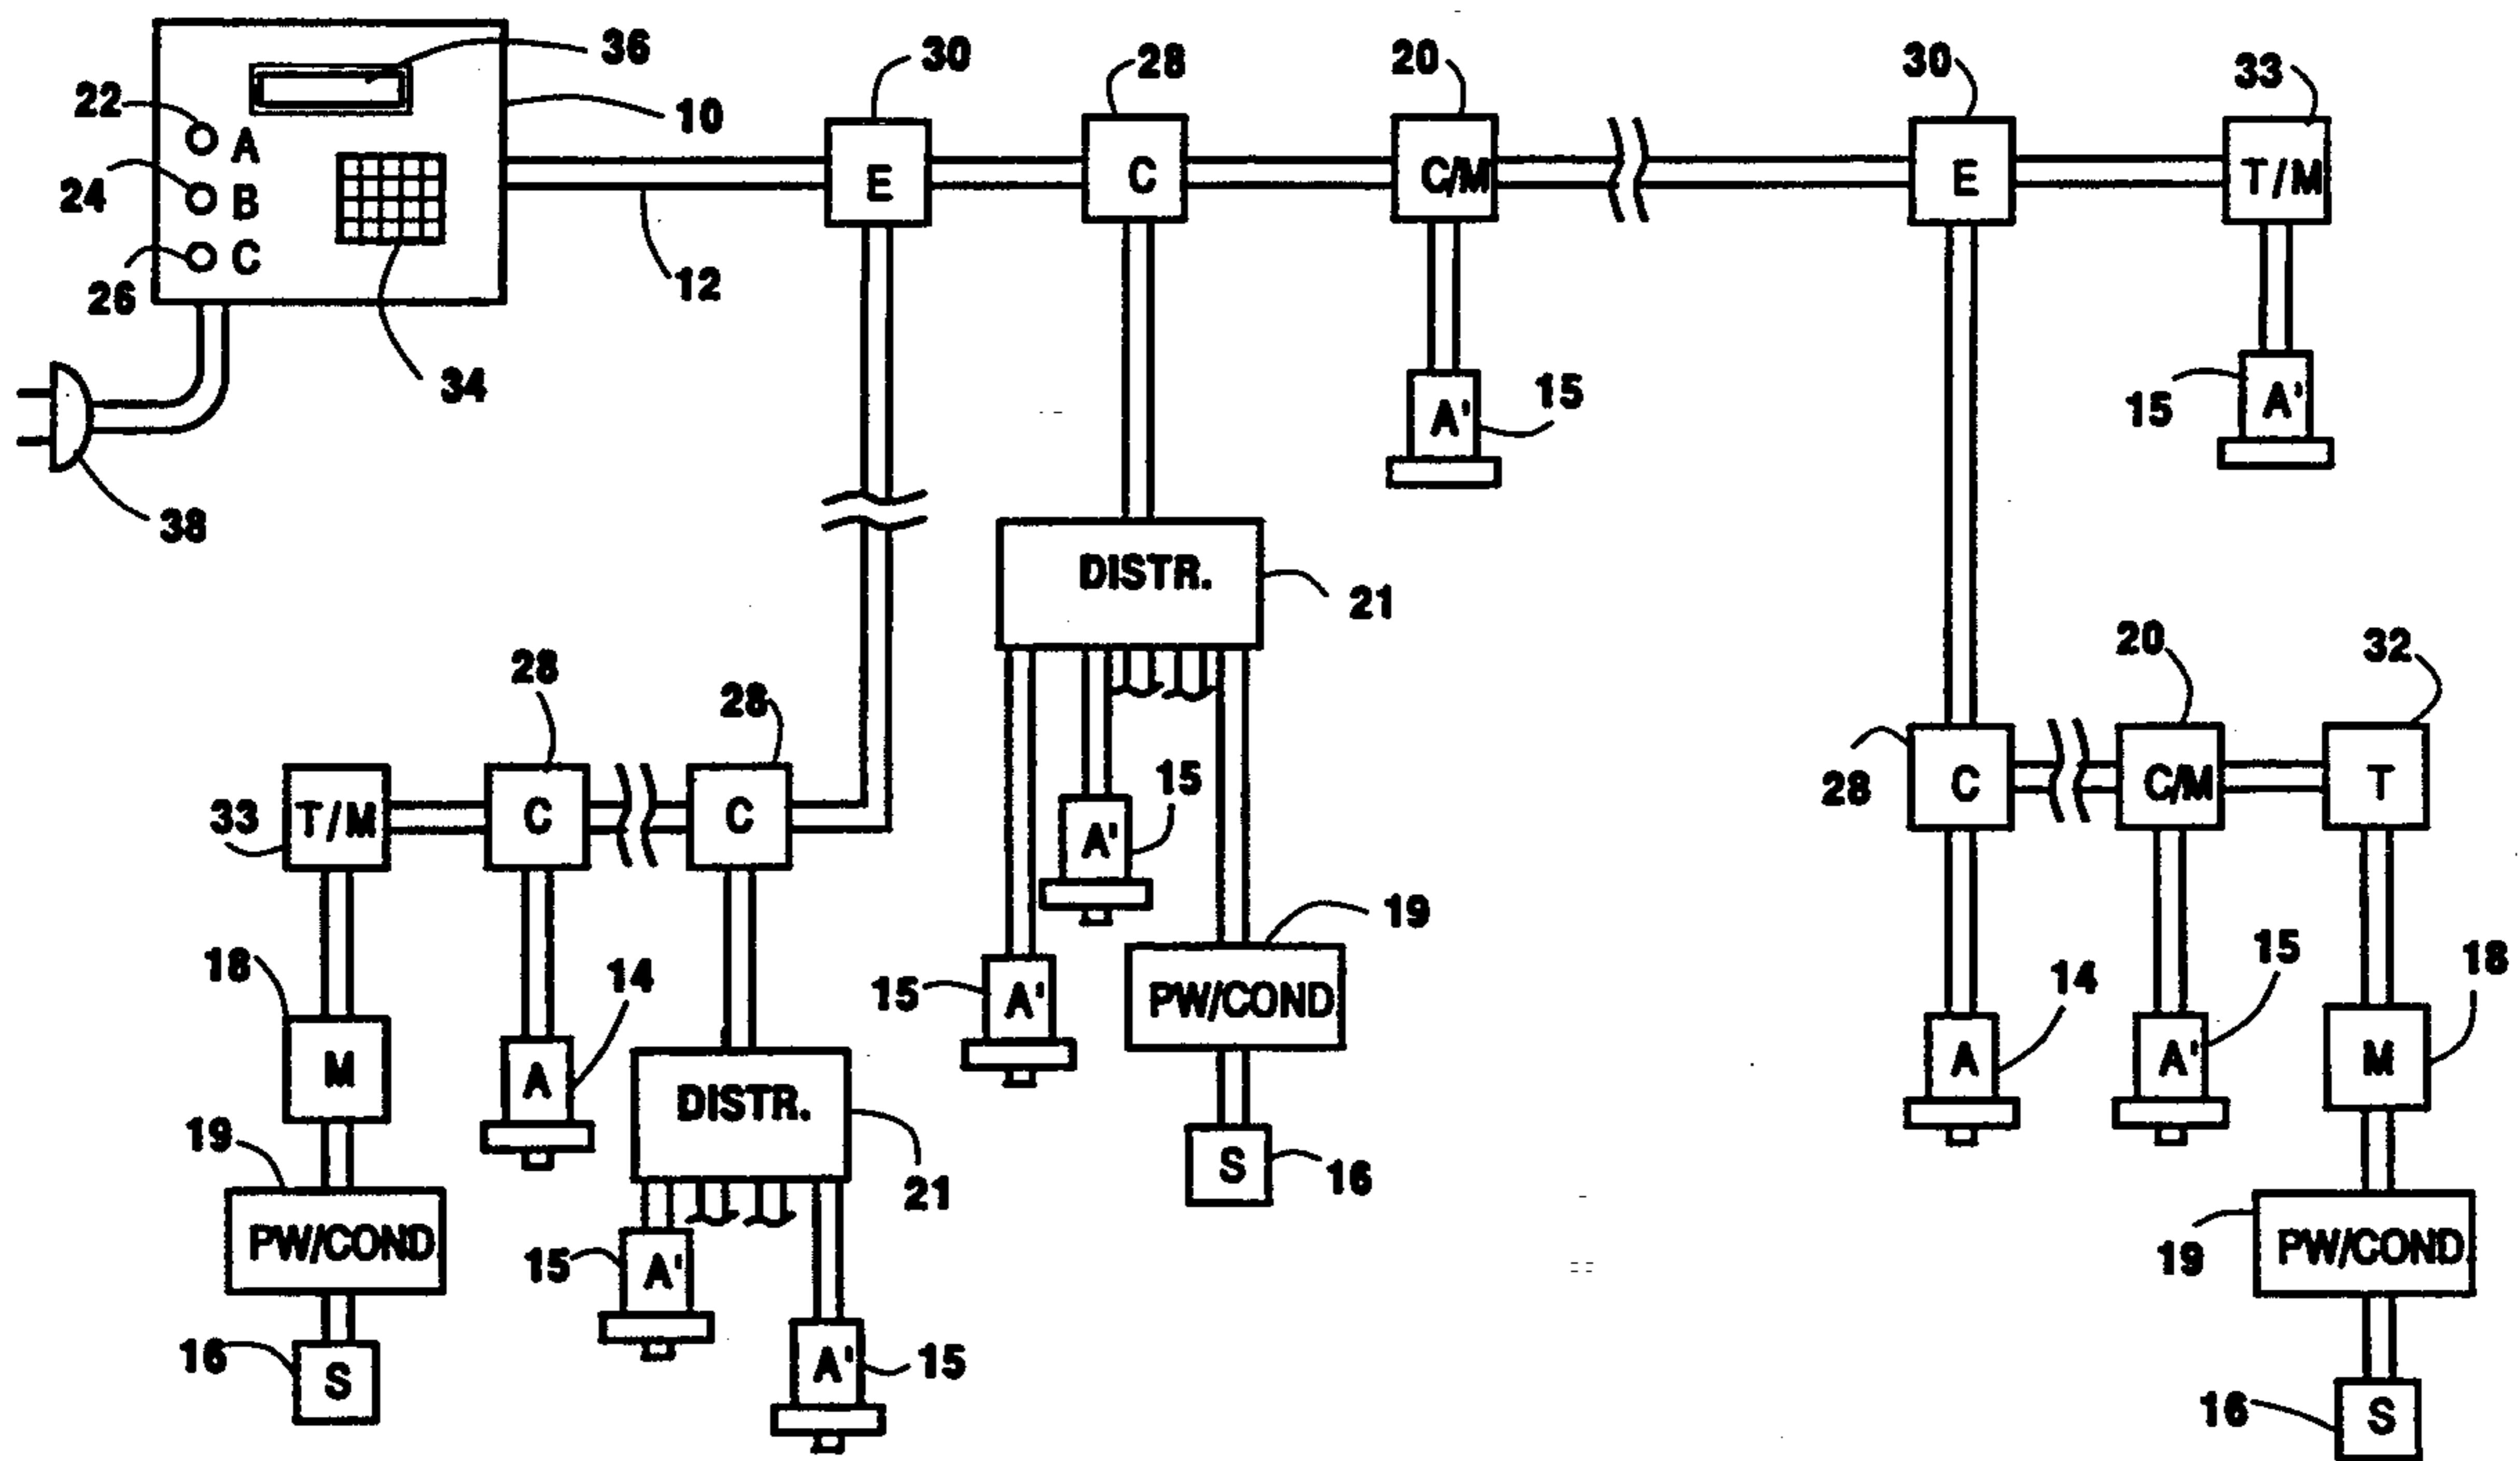 36
30
28
20
30
33
22
A
10
24
B
E
C
C/M
E
T/M
26
C
12
34
A'
15
15
A'
38
DISTR.
21
28
28
20
32
33
T/M
C
C
15
A'
28
C
C/M
T
19
18
14
15
A'
PW/COND
14
15
18
M
A
DISTR.
A
A'
M
19
21
S
16
PW/COND
15
A'
19
PW/COND
16
S
A'
15
16
S